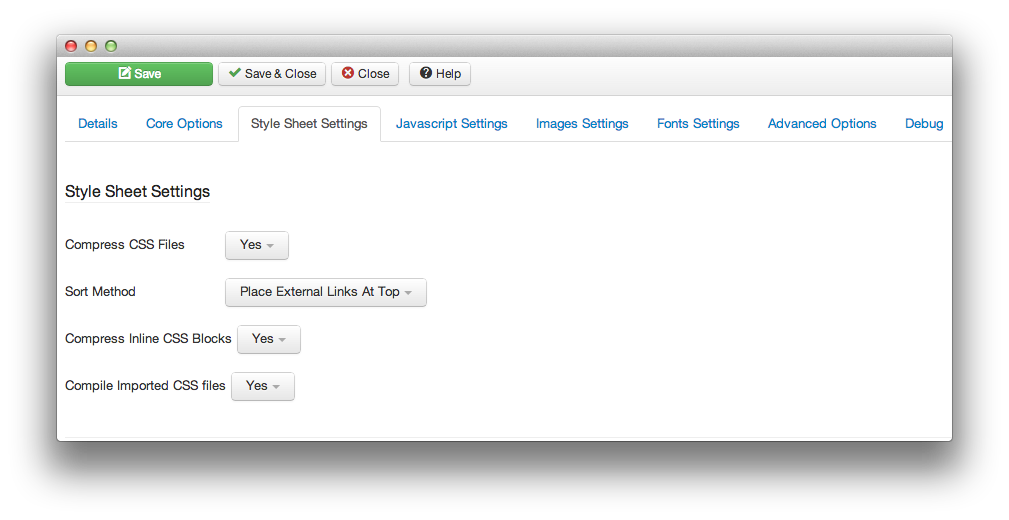 Save Save & Close Close Help
Details Core Options Style Sheet Settings Javascript Settings Images Settings Fonts Settings Advanced Options Debug
Style Sheet Settings
Compress CSS Files Yes
Sort Method Place External Links At Top
Compress Inline CSS Blocks Yes
Compile Imported CSS files Yes